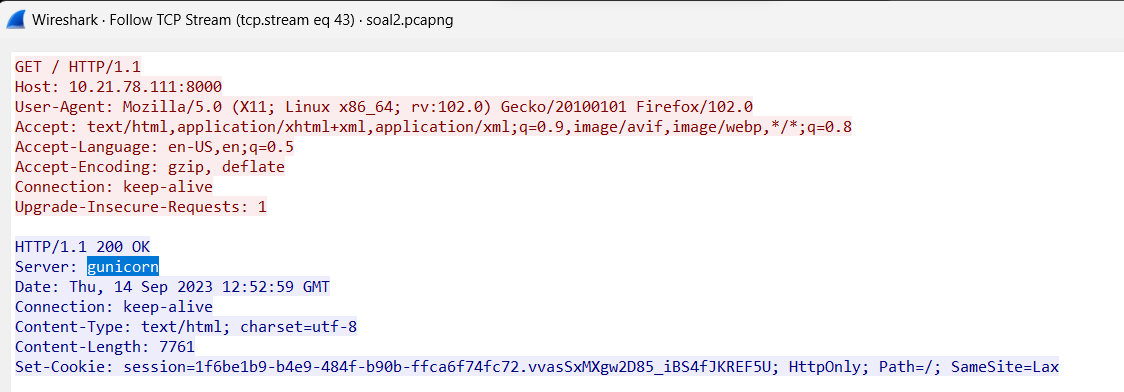 Wireshark · Follow TCP Stream (tcp.stream eq 43) · soal2.pcapng
GET / HTTP/1.1
Host: 10.21.78.111:8000
User-Agent: Mozilla/5.0 (X11; Linux x86_64; rv:102.0) Gecko/20100101 Firefox/102.0
Accept: text/html,application/xhtml+xml,application/xml;q=0.9,image/avif,image/webp,*/*;q=0.8
Accept-Language: en-US,en;q=0.5
Accept-Encoding: gzip, deflate
Connection: keep-alive
Upgrade-Insecure-Requests: 1
HTTP/1.1 200 OK
Server: gunicorn
Date: Thu, 14 Sep 2023 12:52:59 GMT
Connection: keep-alive
Content-Type: text/html; charset=utf-8
Content-Length: 7761
Set-Cookie: session=1f6be1b9-b4e9-484f-b90b-ffca6f74fc72.vvasSxMXgw2D85_iBS4fJKREF5U; HttpOnly; Path=/; SameSite=Lax